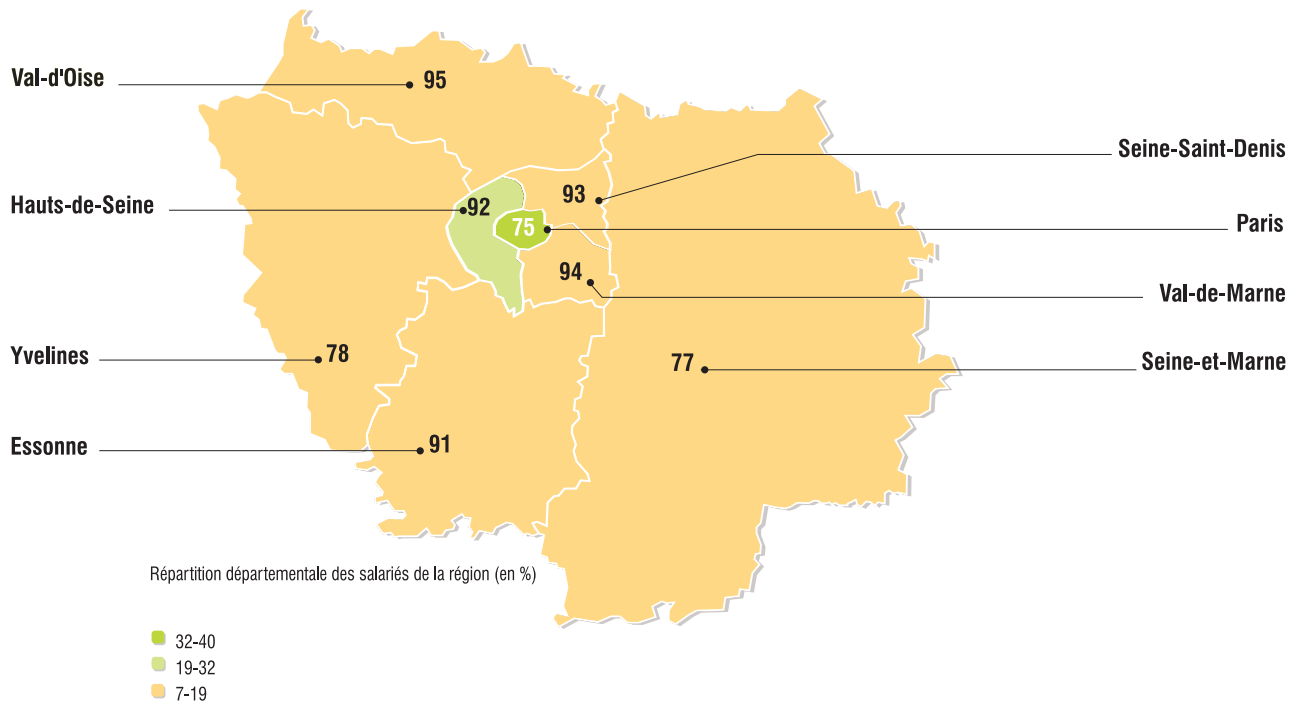 Val-d'Oise
95
Seine-Saint-Denis
93
Hauts-de-Seine
92
75
Paris
94
Val-de-Marne
Yvelines
78
77
Seine-et-Marne
Essonne
91
Répartition départementale des salariés de la région (en %)
32-40
19-32
7-19